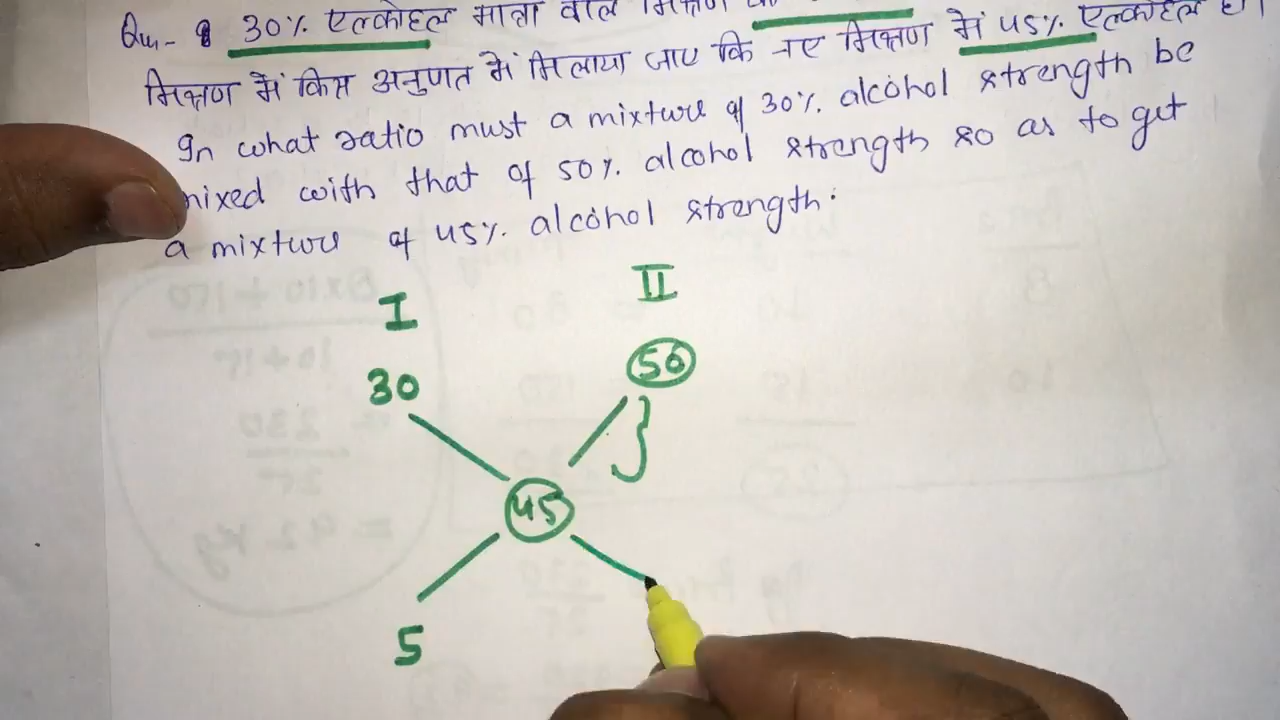 Qu - 8 30% एल्कोहल मात्रा वाले मिश्रण
मिश्रण में किस अनुपात में मिलाया जाए कि नए मिश्रण में 45% एल्कोहल हो।
In what ratio must a mixture of 30% alcohol strength be
mixed with that of 50% alcohol strength so as to get
a mixture of 45% alcohol strength.
I II
30 50
45
5